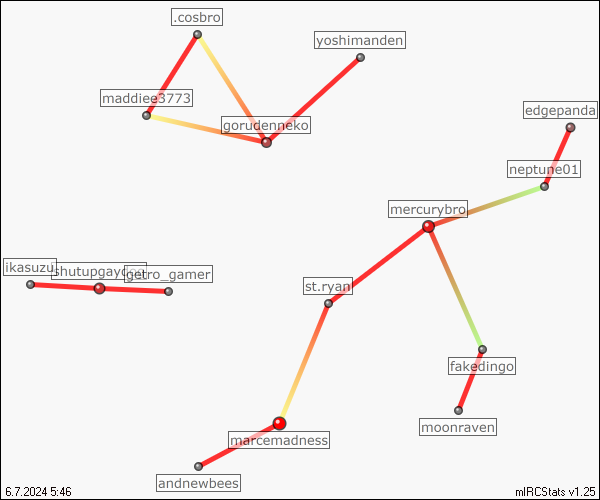 .cosbro
yoshimanden
maddiee3773
edgepanda
gorudenneko
neptune01
mercurybro
ikasuzu
getro_gamer
st.ryan
fakedingo
moonraven
marcemadness
andnewbees
6.7.2024 5:46
mIRCStats v1.25